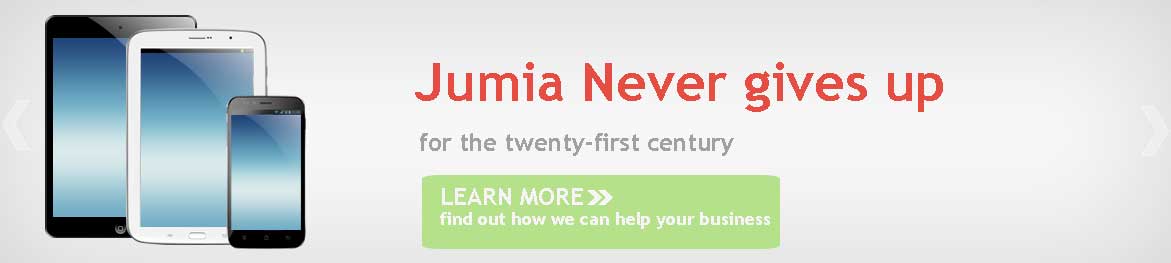 Jumia Never gives up
for the twenty-first century
LEARN MORE
find out how we can help your business